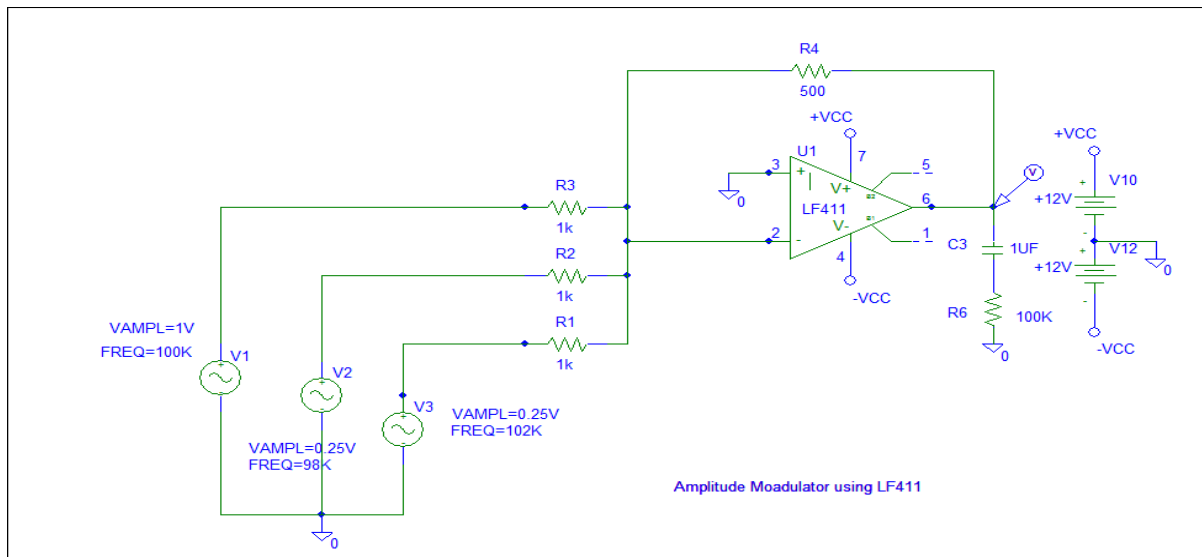 R4
500
+VCC
+VCC
U1
7
5
3
+
V+
B2
V10
+
R3
0
LF411
6
V
+12V
1k
2
-
V-
B1
1
-
V12
R2
4
C3
1UF
+
+12V
0
1k
-VCC
-
VAMPL=1V
R1
R6
100K
FREQ=100K
V1
1k
0
-VCC
+
V2
-
+
V3
VAMPL=0.25V
-
+
FREQ=102K
VAMPL=0.25V
-
FREQ=98K
Amplitude Moadulator using LF411
0